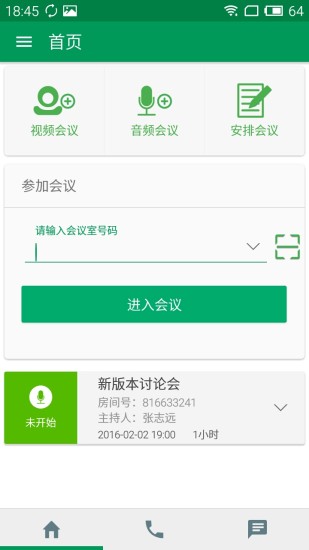 18:45 64
首页
视频会议 音频会议 安排会议
参加会议
请输入会议室号码
进入会议
新版本讨论会
房间号：816633241
主持人：张志远
未开始
2016-02-02 19:00 1小时